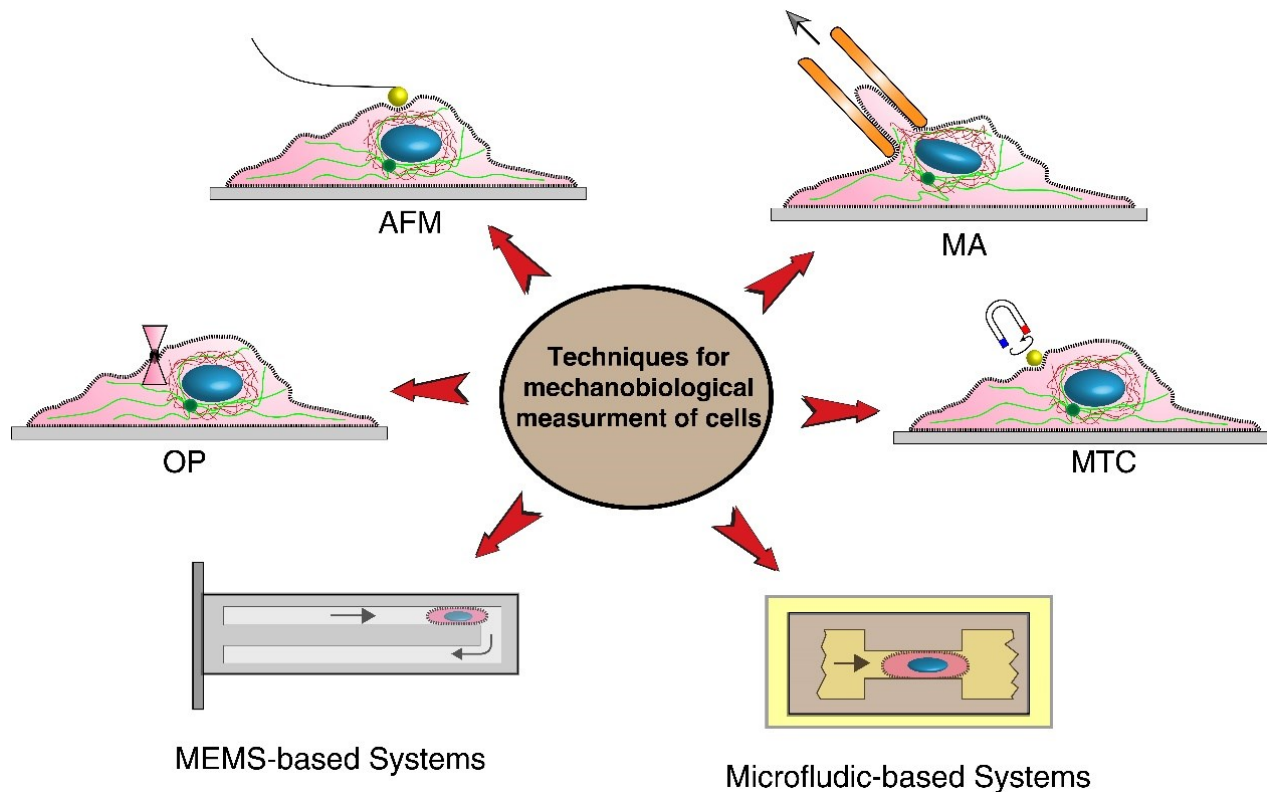 AFM
MA
Techniques for
mechanobiological
measurment of cells
OP
MTC
MEMS-based Systems
Microfludic-based Systems